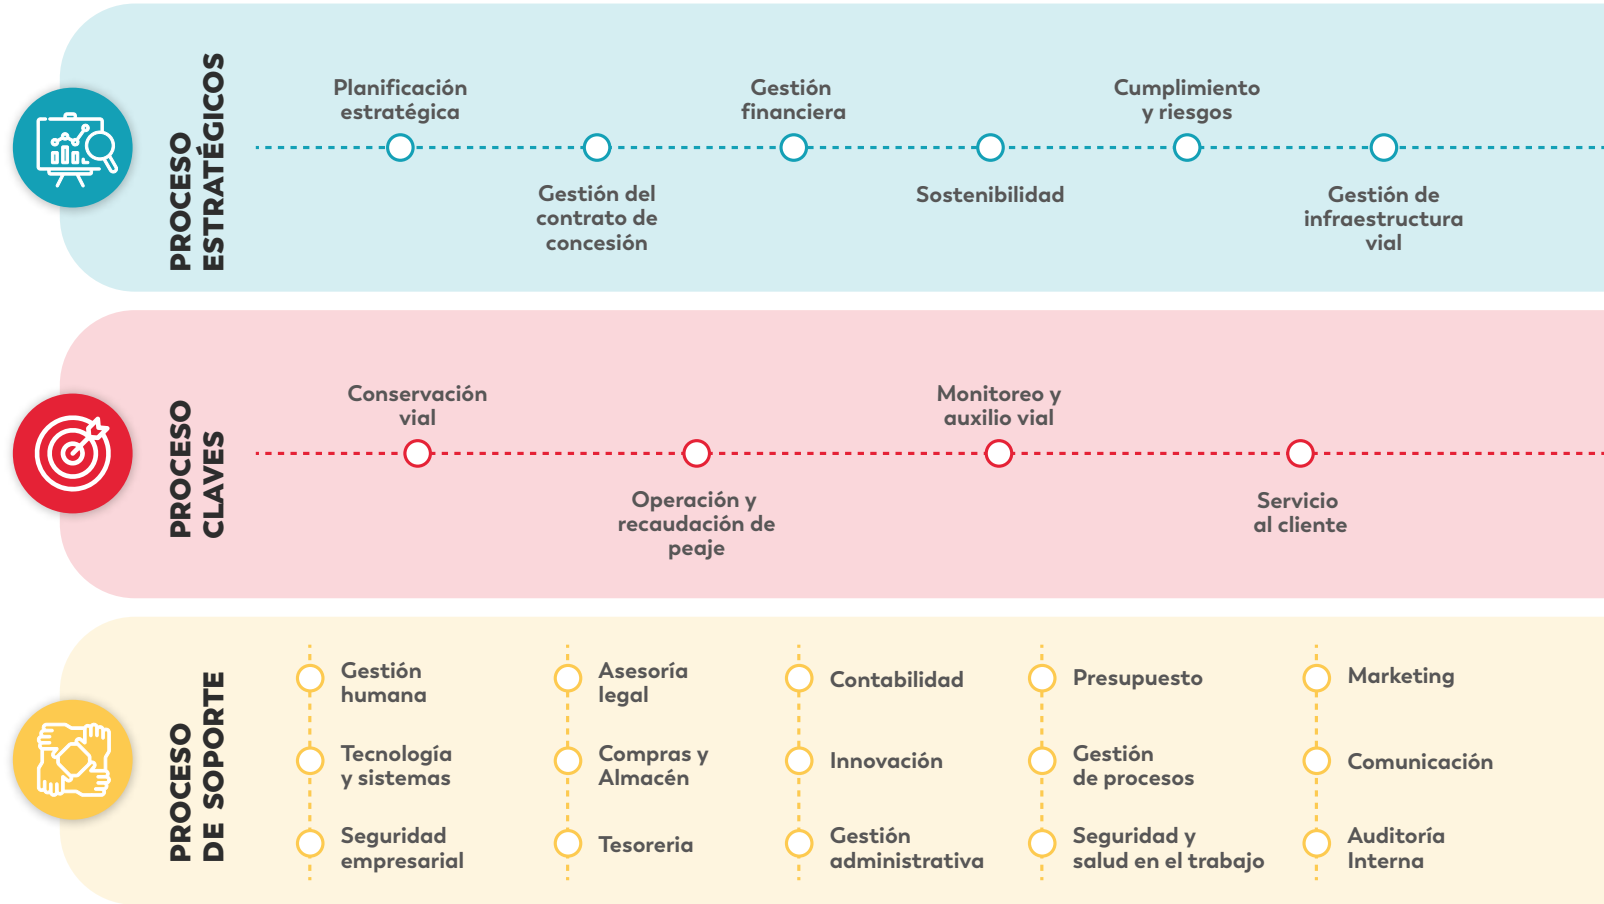 PROCESO
ESTRATÉGICOS
Planificación
estratégica
Gestión del
contrato de
concesión
Gestión
financiera
Sostenibilidad
Cumplimiento
y riesgos
Gestión de
infraestructura
vial
PROCESO
CLAVES
Conservación
vial
Operación y
recaudación de
peaje
Monitoreo y
auxilio vial
Servicio
al cliente
PROCESO
DE SOPORTE
Gestión
humana
Tecnología
y sistemas
Seguridad
empresarial
Asesoría
legal
Compras y
Almacén
Tesoreria
Contabilidad
Innovación
Gestión
administrativa
Presupuesto
Gestión
de procesos
Seguridad y
salud en el trabajo
Marketing
Comunicación
Auditoría
Interna